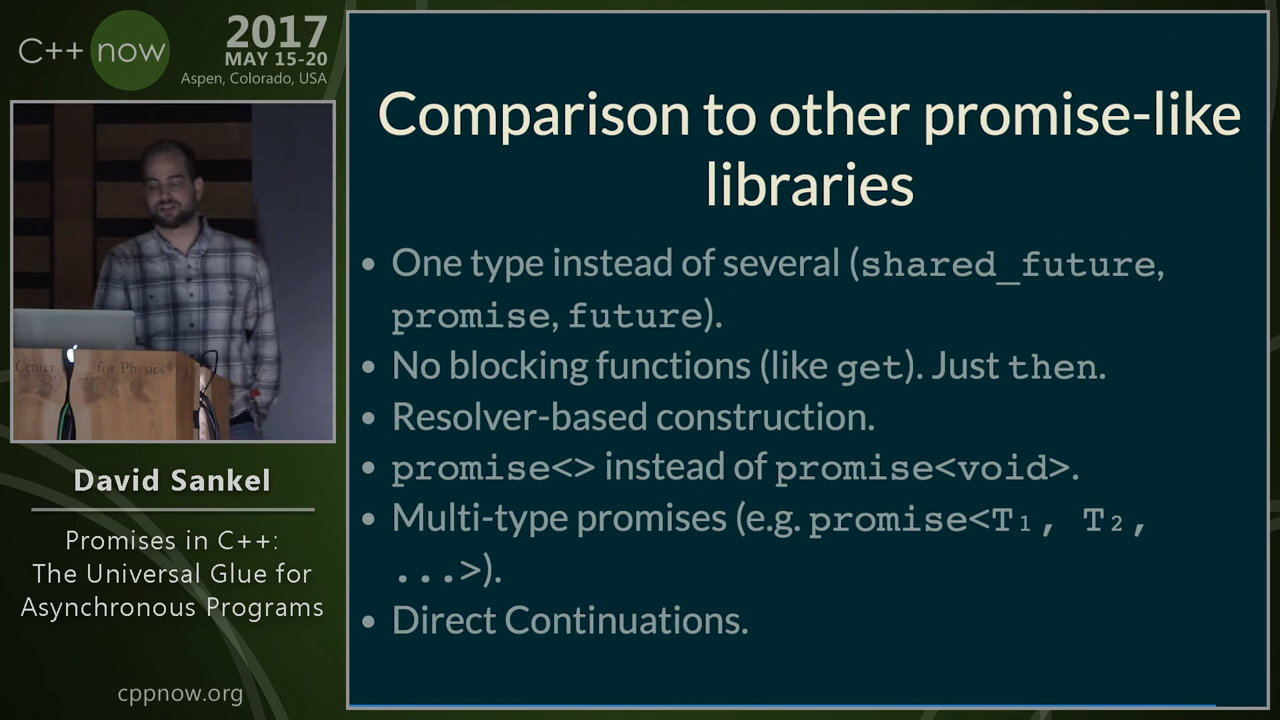 C++ now
2017
MAY 15-20
Aspen, Colorado, USA
Center for Physics
David Sankel
Promises in C++:
The Universal Glue for
Asynchronous Programs
cppnow.org
Comparison to other promise-like
libraries
• One type instead of several (shared_future,
promise, future).
• No blocking functions (like get). Just then.
• Resolver-based construction.
• promise<> instead of promise<void>.
• Multi-type promises (e.g. promise<T₁, T₂,
...>).
• Direct Continuations.